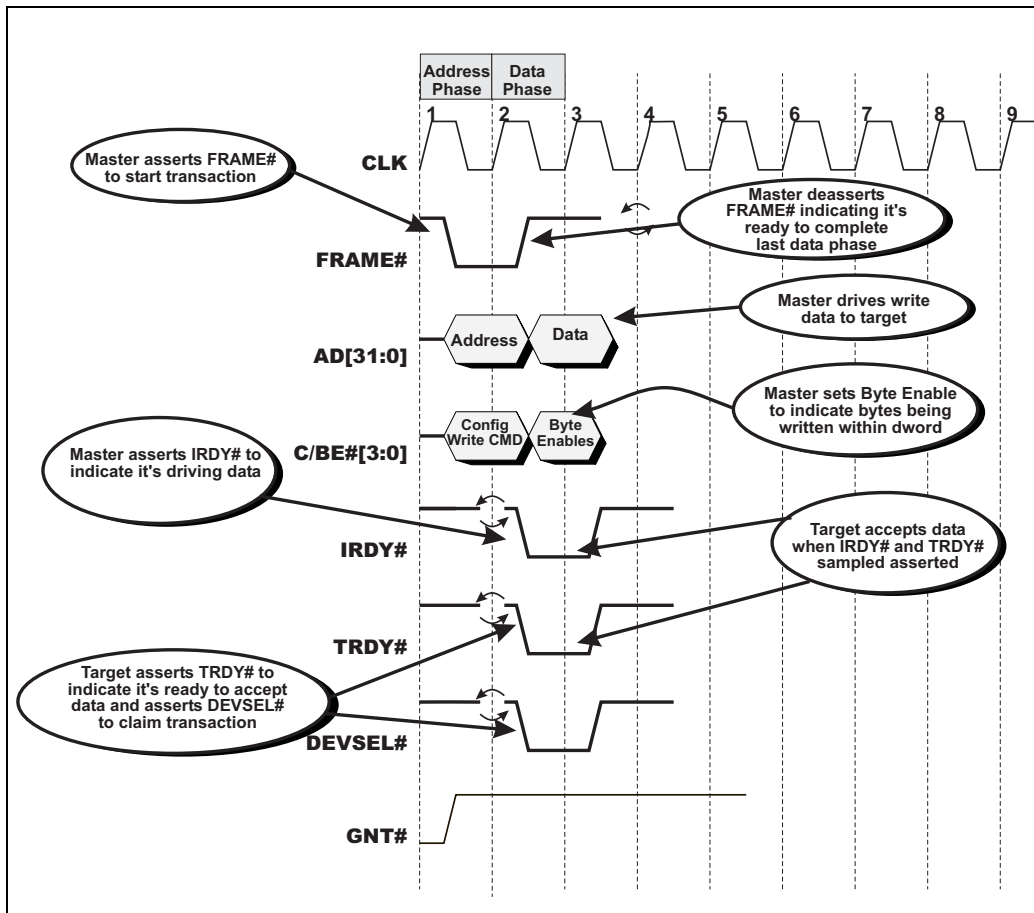 Address
Phase
Data
Phase
1 2 3 4 5 6 7 8 9
CLK
Master asserts FRAME#
to start transaction
Master deasserts
FRAME# indicating it's
ready to complete
last data phase
FRAME#
Master drives write
data to target
Address
Data
AD[31:0]
Master sets Byte Enable
to indicate bytes being
written within dword
Config
Write CMD
Byte
Enables
C/BE#[3:0]
Master asserts IRDY# to
indicate it's driving data
IRDY#
Target accepts data
when IRDY# and TRDY#
sampled asserted
TRDY#
Target asserts TRDY# to
indicate it's ready to accept
data and asserts DEVSEL#
to claim transaction
DEVSEL#
GNT#